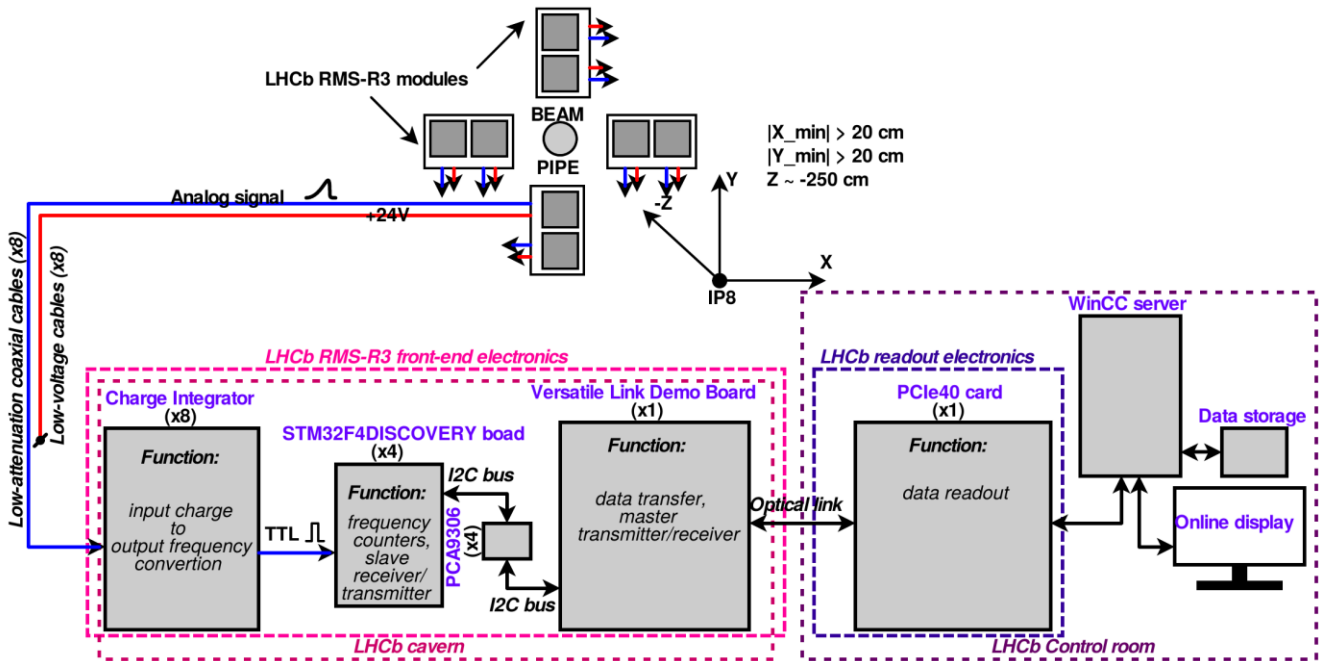 LHCb RMS-R3 modules
BEAM
PIPE
|X_min| > 20 cm
|Y_min| > 20 cm
Z ~ -250 cm
Analog signal
+24V
Y
-Z
X
IP8
Low-attenuation coaxial cables (x8)
Low-voltage cables (x8)
LHCb RMS-R3 front-end electronics
Charge Integrator
(x8)
Function:
input charge
to
output frequency
convertion
TTL
STM32F4DISCOVERY boad
(x4)
Function:
frequency
counters,
slave
receiver/
transmitter
I2C bus
PCA9306
(x4)
I2C bus
Versatile Link Demo Board
(x1)
Function:
data transfer,
master
transmitter/receiver
LHCb cavern
Optical link
LHCb readout electronics
PCIe40 card
(x1)
Function:
data readout
WinCC server
Data storage
Online display
LHCb Control room